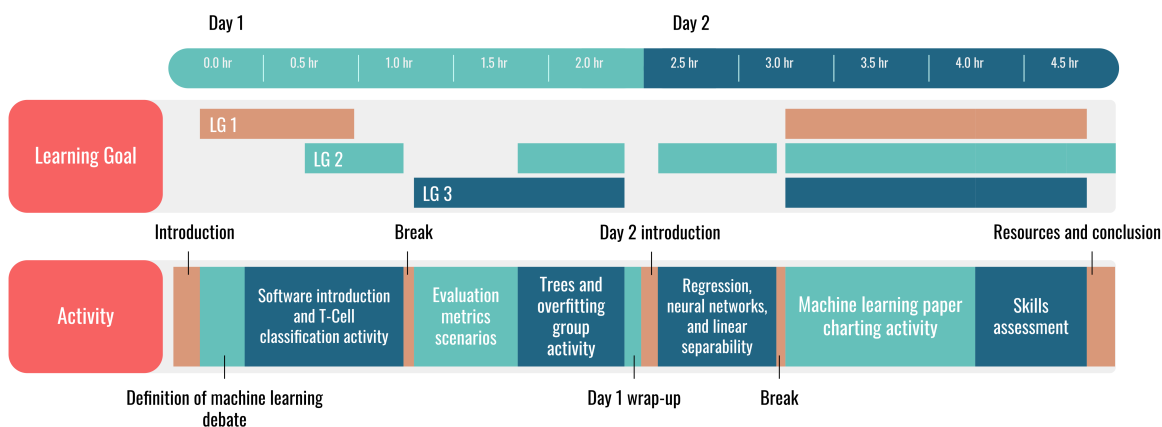 Day 1
Day 2
0.0 hr
0.5 hr
1.0 hr
1.5 hr
2.0 hr
2.5 hr
3.0 hr
3.5 hr
4.0 hr
4.5 hr
Learning Goal
LG 1
LG 2
LG 3
Introduction
Break
Day 2 introduction
Resources and conclusion
Activity
Software introduction
and T-Cell
classification activity
Evaluation
metrics
scenarios
Trees and
overfitting
group
activity
Regression,
neural networks,
and linear
separability
Machine learning paper
charting activity
Skills
assessment
Definition of machine learning
debate
Day 1 wrap-up
Break